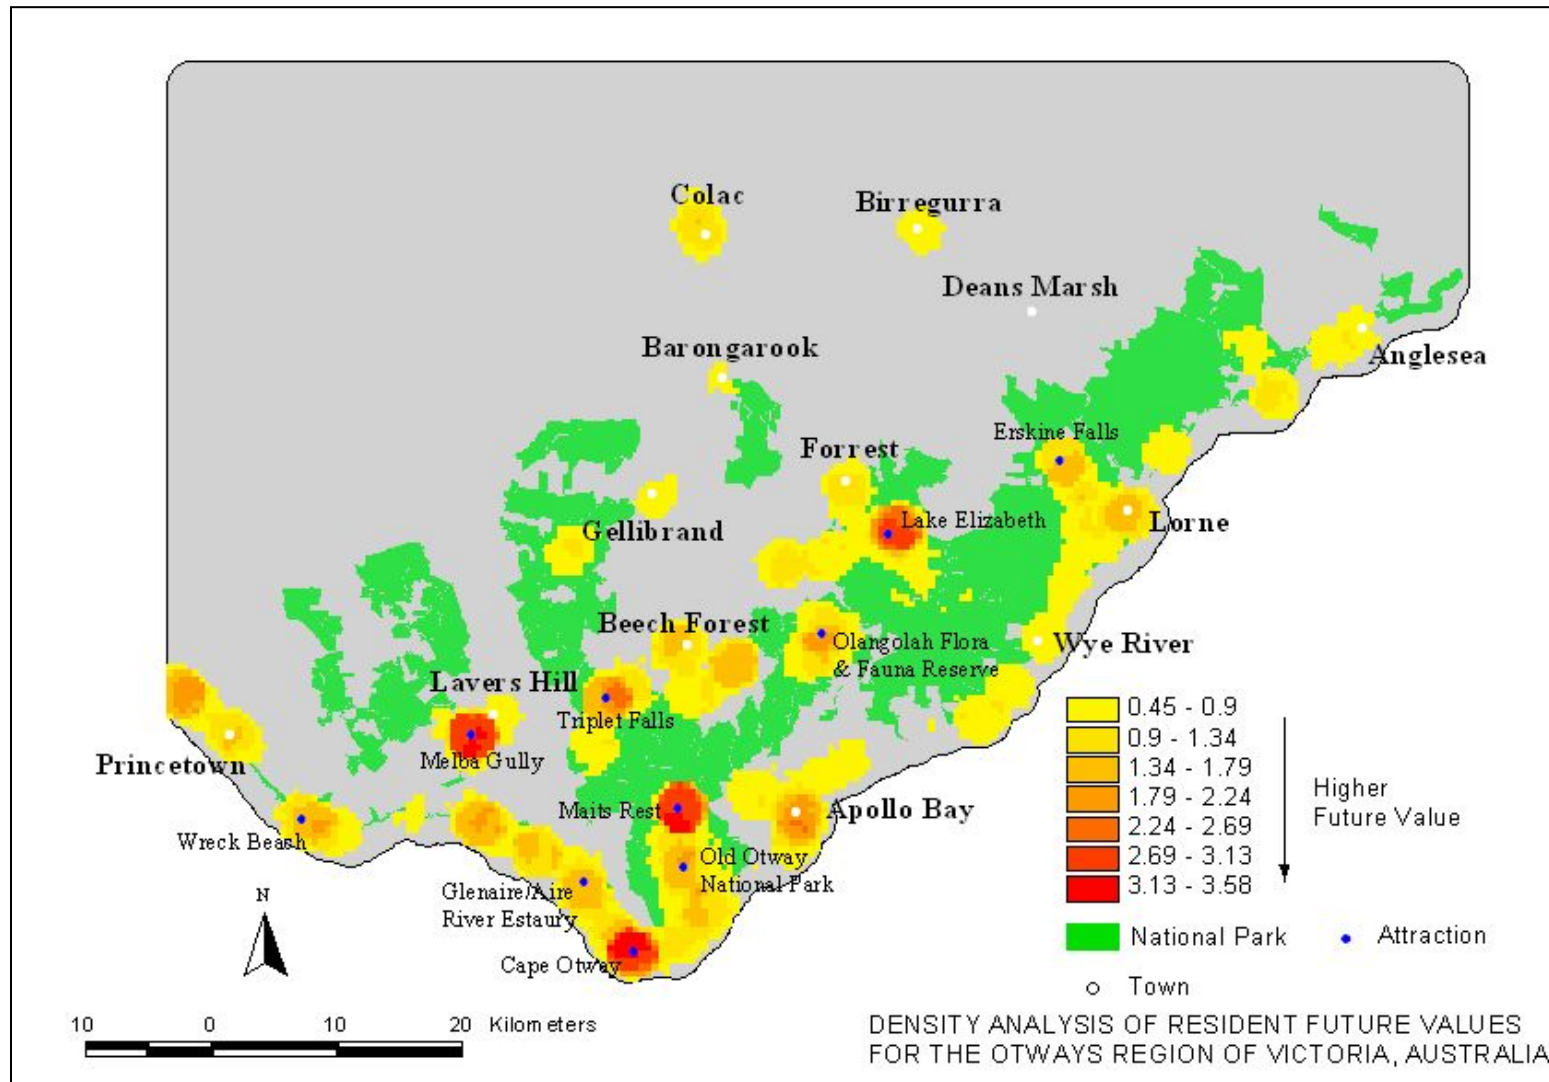 Colac
Birregurra
Deans Marsh
Barongarook
Anglesea
Erskine Falls
Forrest
Lake Elizabeth
Lorne
Gellibrand
Beech Forest
Olangolah Flora
& Fauna Reserve
Wye River
Lavers Hill
Triplet Falls
Princetown
Melba Gully
Maits Rest
Apollo Bay
Wreck Beash
Old Otway
National Park
Glenaire/Aire
River Estaury
Cape Otway
0.45 - 0.9
0.9 - 1.34
1.34 - 1.79
1.79 - 2.24
2.24 - 2.69
2.69 - 3.13
3.13 - 3.58
Higher
Future Value
National Park
Attraction
Town
N
10 0 10 20 Kilometers
DENSITY ANALYSIS OF RESIDENT FUTURE VALUES
FOR THE OTWAYS REGION OF VICTORIA, AUSTRALIA